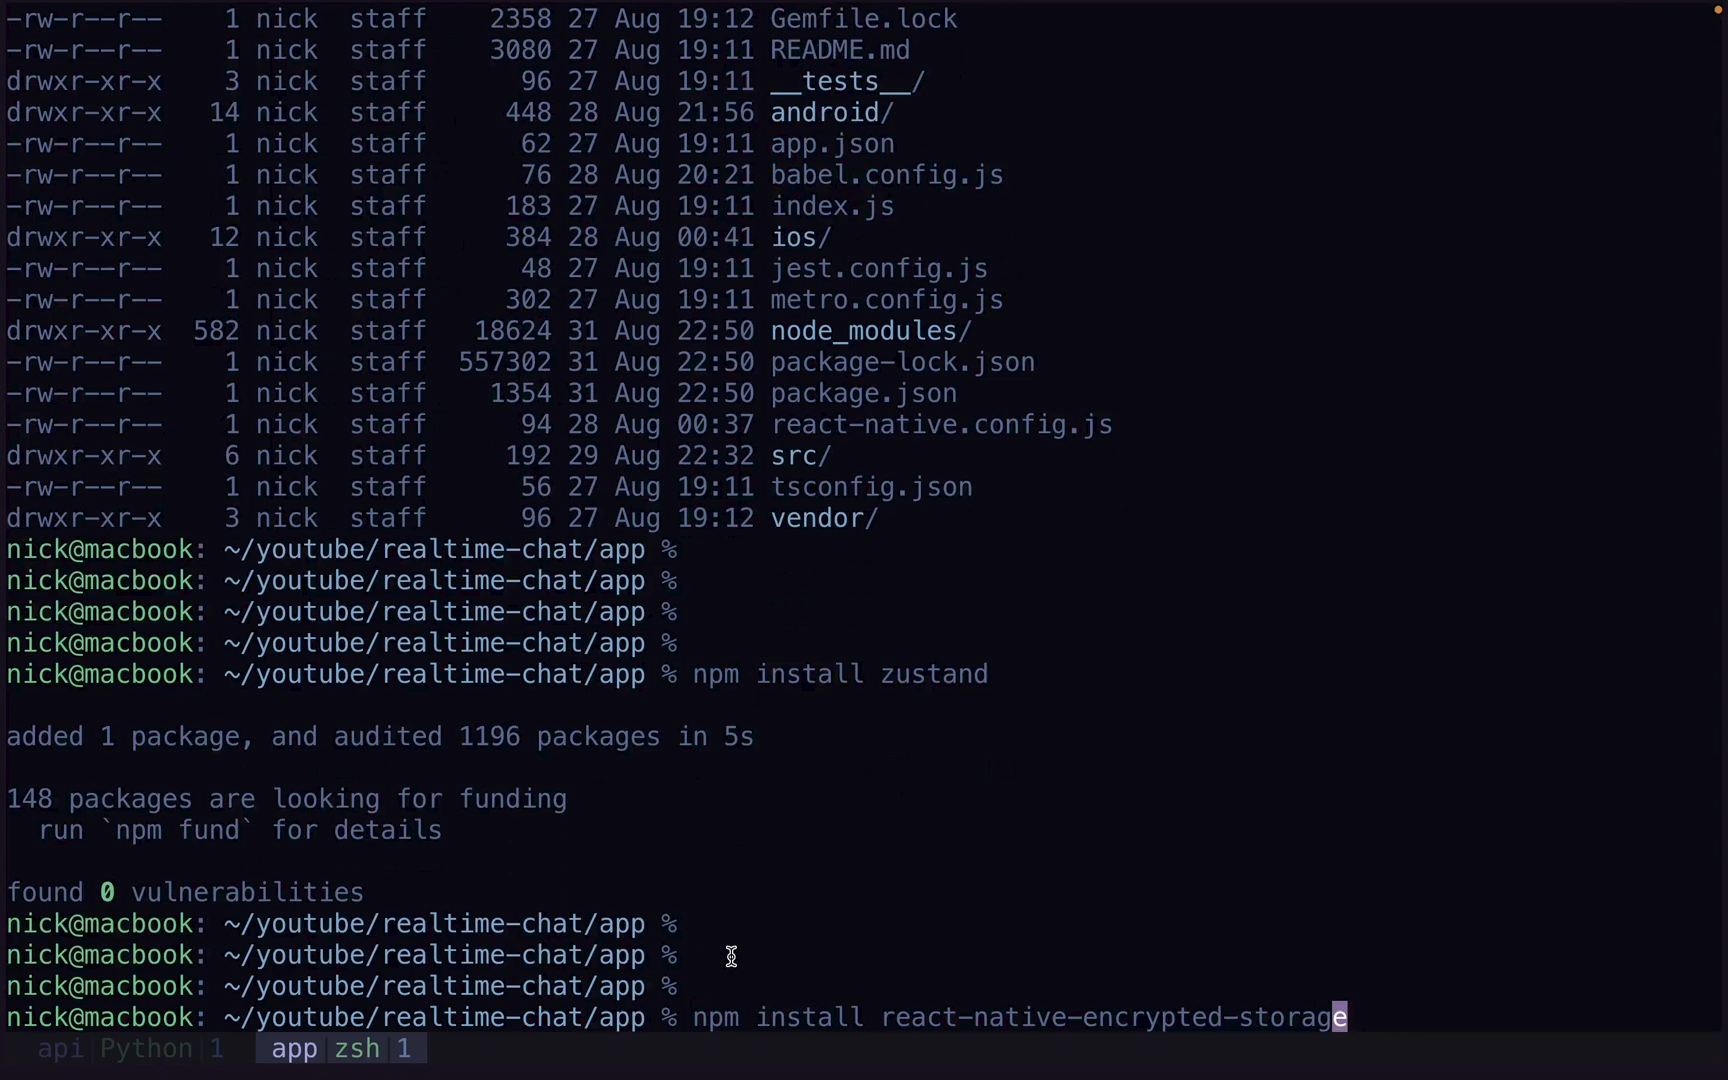 -rw-r--r-- 1 nick staff 2358 27 Aug 19:12 Gemfile.lock
-rw-r--r-- 1 nick staff 3080 27 Aug 19:11 README.md
drwxr-xr-x 3 nick staff 96 27 Aug 19:11 __tests__/
drwxr-xr-x 14 nick staff 448 28 Aug 21:56 android/
-rw-r--r-- 1 nick staff 62 27 Aug 19:11 app.json
-rw-r--r-- 1 nick staff 76 28 Aug 20:21 babel.config.js
-rw-r--r-- 1 nick staff 183 27 Aug 19:11 index.js
drwxr-xr-x 12 nick staff 384 28 Aug 00:41 ios/
-rw-r--r-- 1 nick staff 48 27 Aug 19:11 jest.config.js
-rw-r--r-- 1 nick staff 302 27 Aug 19:11 metro.config.js
drwxr-xr-x 582 nick staff 18624 31 Aug 22:50 node_modules/
-rw-r--r-- 1 nick staff 557302 31 Aug 22:50 package-lock.json
-rw-r--r-- 1 nick staff 1354 31 Aug 22:50 package.json
-rw-r--r-- 1 nick staff 94 28 Aug 00:37 react-native.config.js
drwxr-xr-x 6 nick staff 192 29 Aug 22:32 src/
-rw-r--r-- 1 nick staff 56 27 Aug 19:11 tsconfig.json
drwxr-xr-x 3 nick staff 96 27 Aug 19:12 vendor/
nick@macbook: ~/youtube/realtime-chat/app %
nick@macbook: ~/youtube/realtime-chat/app %
nick@macbook: ~/youtube/realtime-chat/app %
nick@macbook: ~/youtube/realtime-chat/app %
nick@macbook: ~/youtube/realtime-chat/app % npm install zustand
added 1 package, and audited 1196 packages in 5s
148 packages are looking for funding
run `npm fund` for details
found 0 vulnerabilities
nick@macbook: ~/youtube/realtime-chat/app %
nick@macbook: ~/youtube/realtime-chat/app %
nick@macbook: ~/youtube/realtime-chat/app %
nick@macbook: ~/youtube/realtime-chat/app % npm install react-native-encrypted-storage
api Python 1 app zsh 1